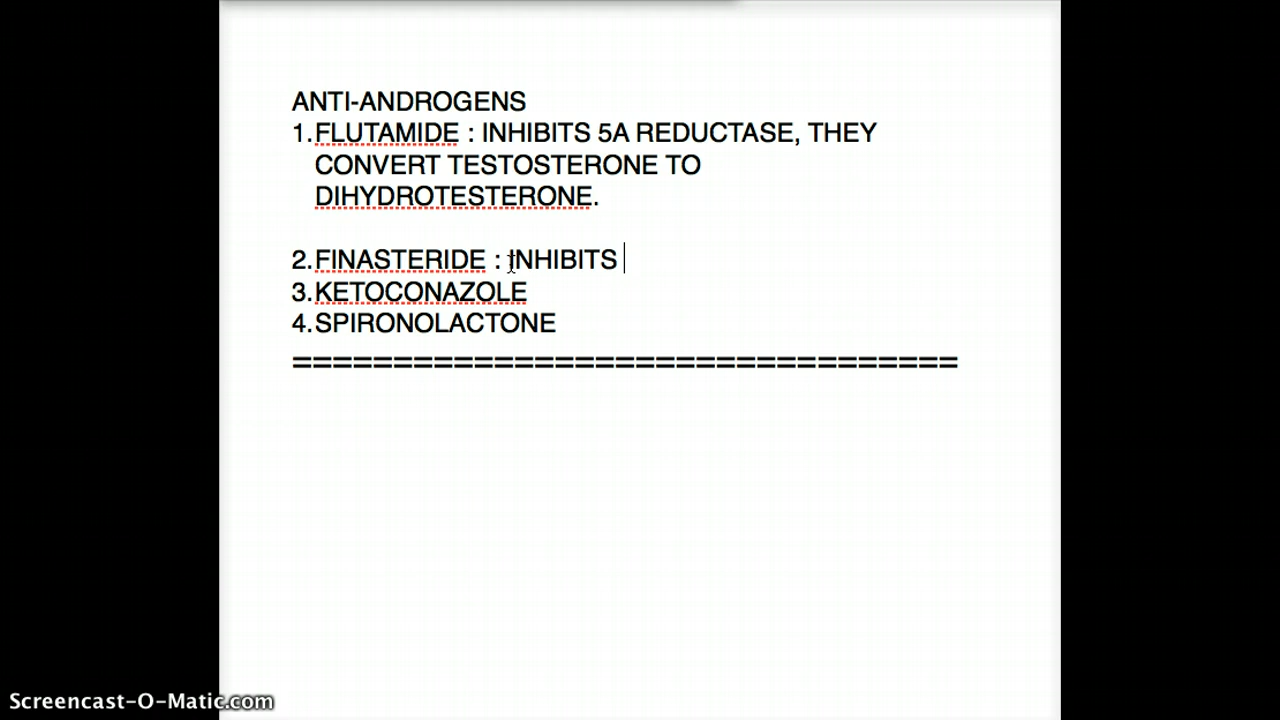 ANTI-ANDROGENS
1. FLUTAMIDE : INHIBITS 5A REDUCTASE, THEY
CONVERT TESTOSTERONE TO
DIHYDROTESTERONE.
2. FINASTERIDE : INHIBITS
3. KETOCONAZOLE
4. SPIRONOLACTONE
=================================
Screencast-O-Matic.com